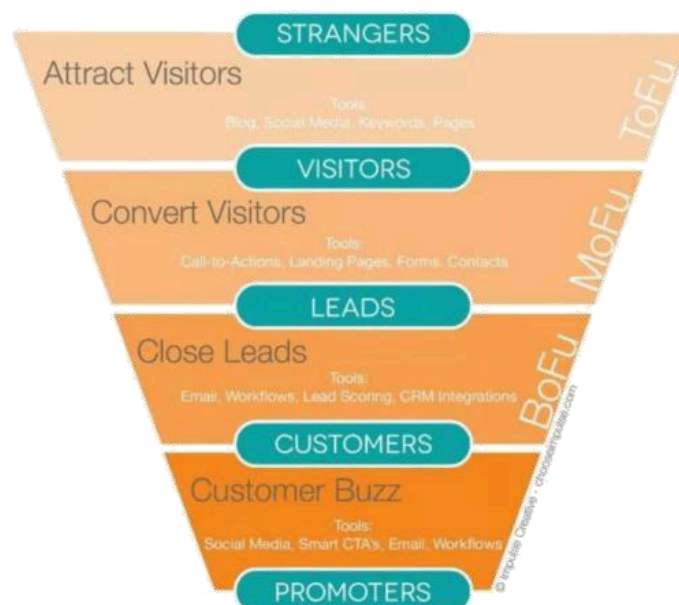 STRANGERS
Attract Visitors
Tools:
Blog, Social Media, Keywords, Pages
ToFu
VISITORS
Convert Visitors
Tools:
Call-to-Actions, Landing Pages, Forms, Contacts
MoFu
LEADS
Close Leads
Tools:
Email, Workflows, Lead Scoring, CRM Integrations
BoFu
CUSTOMERS
Customer Buzz
Tools:
Social Media, Smart CTA's, Email, Workflows
PROMOTERS
© Impulse Creative - chooseimpulse.com